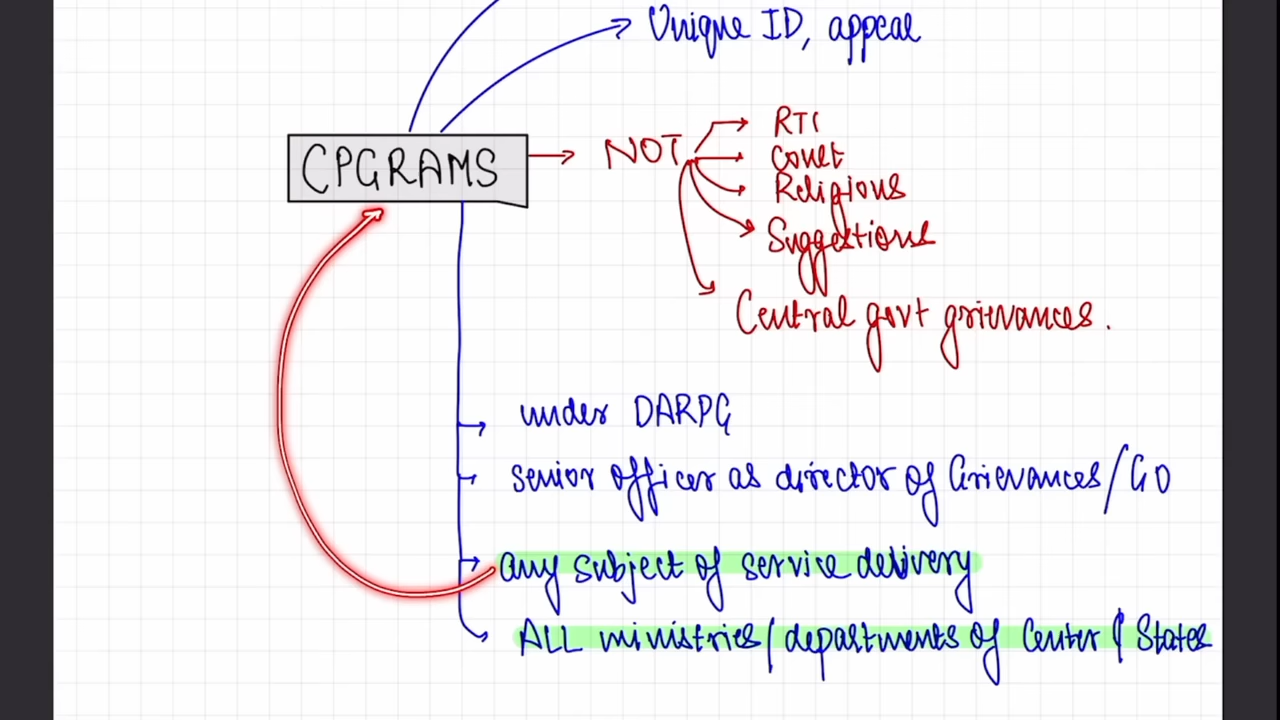 Unique ID, appeal
CPGRAMS
NOT
RTI
Court
Religious
Suggestions
Central govt grievances.
under DARPG
senior officer as director of Grievances/GO
any subject of service delivery
ALL ministries/departments of Center & States